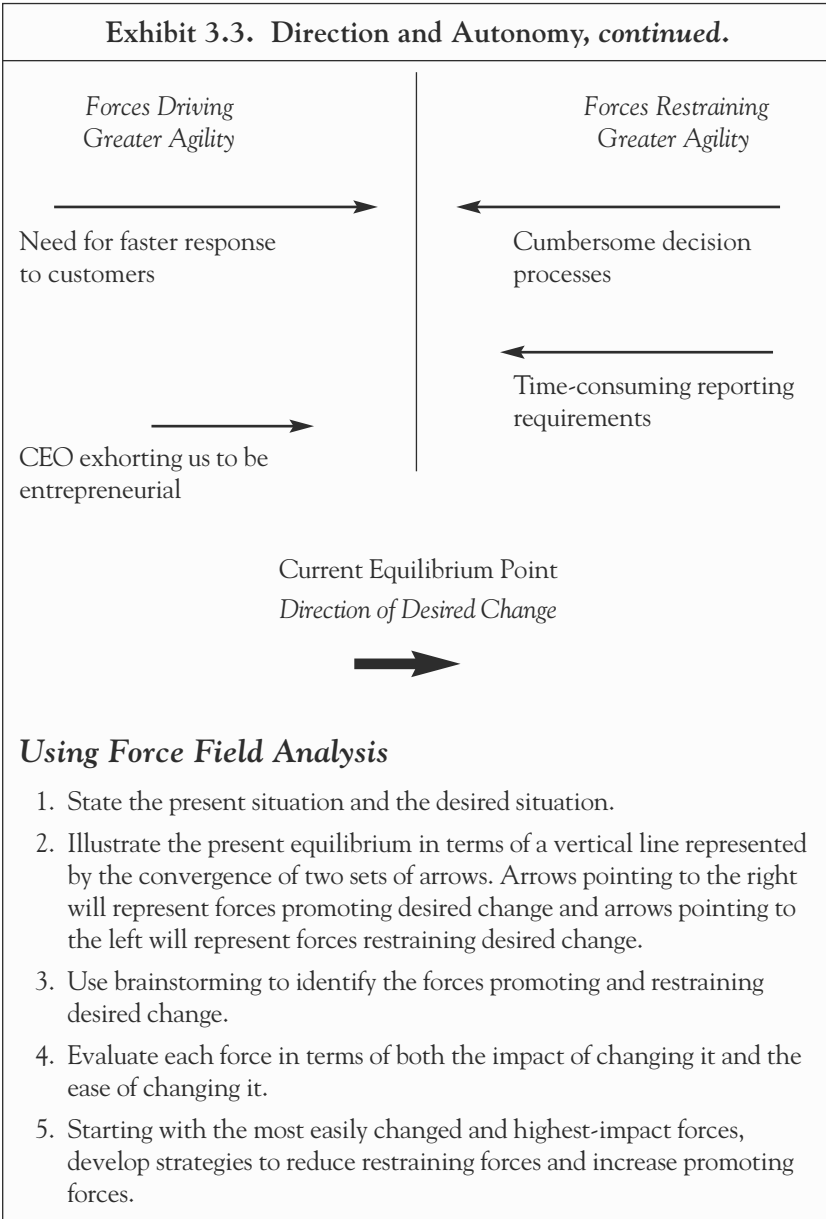 Exhibit 3.3. Direction and Autonomy, continued.
Forces Driving
Greater Agility
Forces Restraining
Greater Agility
Need for faster response
to customers
Cumbersome decision
processes
Time-consuming reporting
requirements
CEO exhorting us to be
entrepreneurial
Current Equilibrium Point
Direction of Desired Change
Using Force Field Analysis
1. State the present situation and the desired situation.
2. Illustrate the present equilibrium in terms of a vertical line represented
by the convergence of two sets of arrows. Arrows pointing to the right
will represent forces promoting desired change and arrows pointing to
the left will represent forces restraining desired change.
3. Use brainstorming to identify the forces promoting and restraining
desired change.
4. Evaluate each force in terms of both the impact of changing it and the
ease of changing it.
5. Starting with the most easily changed and highest-impact forces,
develop strategies to reduce restraining forces and increase promoting
forces.